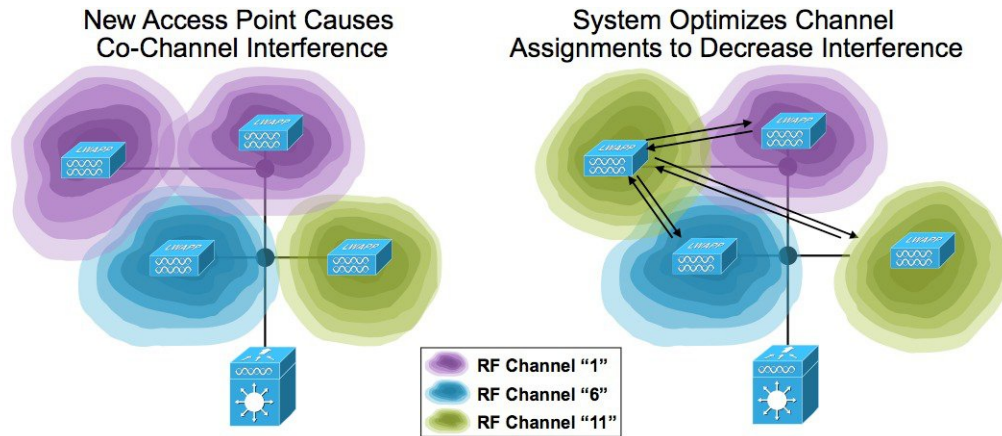 New Access Point Causes
Co-Channel Interference
System Optimizes Channel
Assignments to Decrease Interference
LWAPP
LWAPP
LWAPP
LWAPP
LWAPP
LWAPP
LWAPP
LWAPP
RF Channel “1”
RF Channel “6”
RF Channel “11”